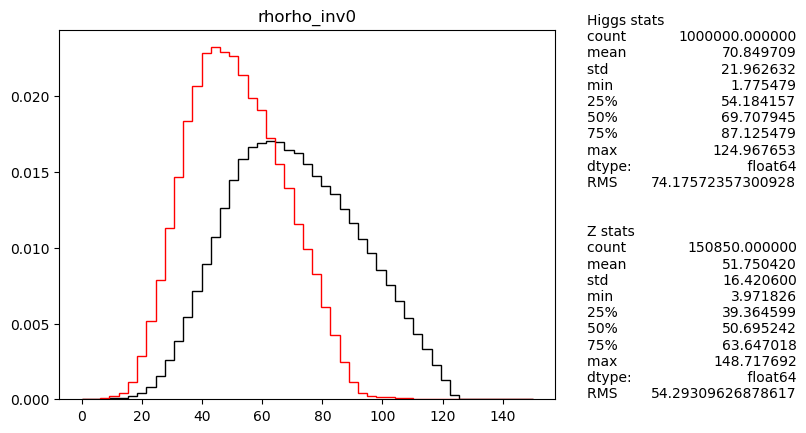 rhorho_inv0
0.020
0.015
0.010
0.005
0.000
0 20 40 60 80 100 120 140
Higgs stats
count 1000000.000000
mean 70.849709
std 21.962632
min 1.775479
25% 54.184157
50% 69.707945
75% 87.125479
max 124.967653
dtype: float64
RMS 74.17572357300928
Z stats
count 150850.000000
mean 51.750420
std 16.420600
min 3.971826
25% 39.364599
50% 50.695242
75% 63.647018
max 148.717692
dtype: float64
RMS 54.29309626878617